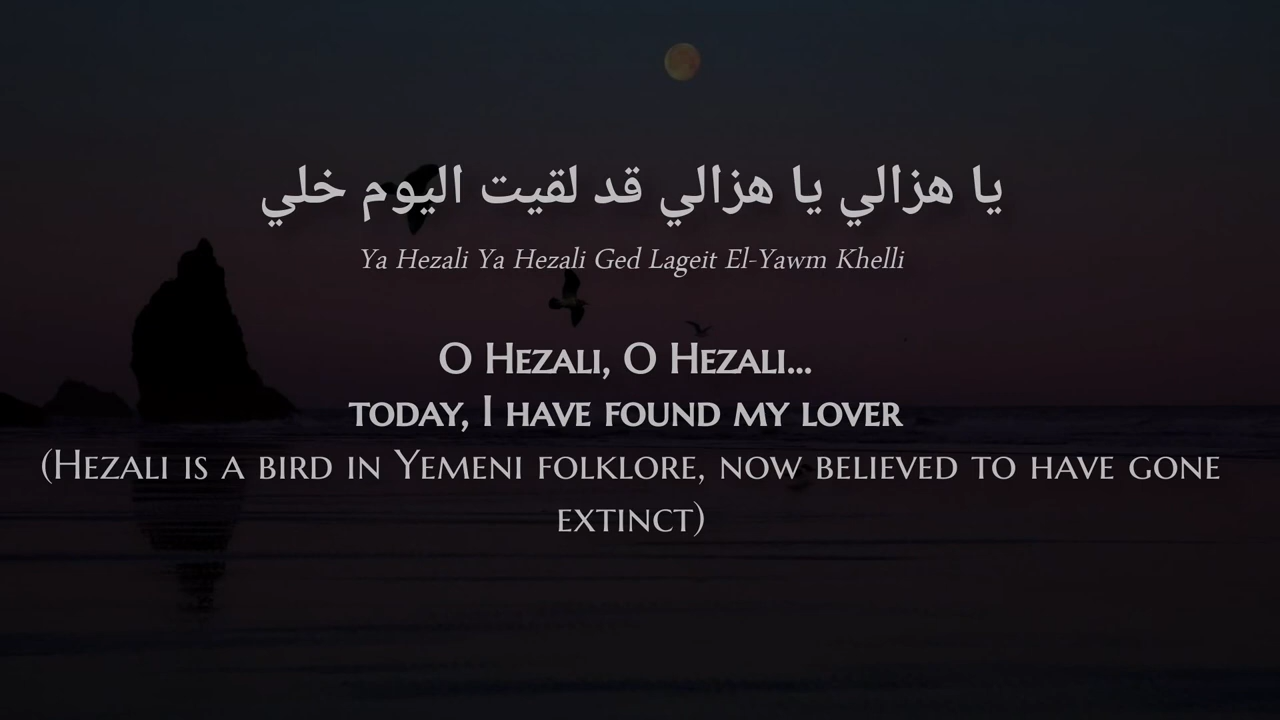 يا هزالي يا هزالي قد لقيت اليوم خلي
Ya Hezali Ya Hezali Ged Lageit El-Yawm Khelli
O Hezali, O Hezali...
today, I have found my lover
(Hezali is a bird in Yemeni folklore, now believed to have gone
extinct)